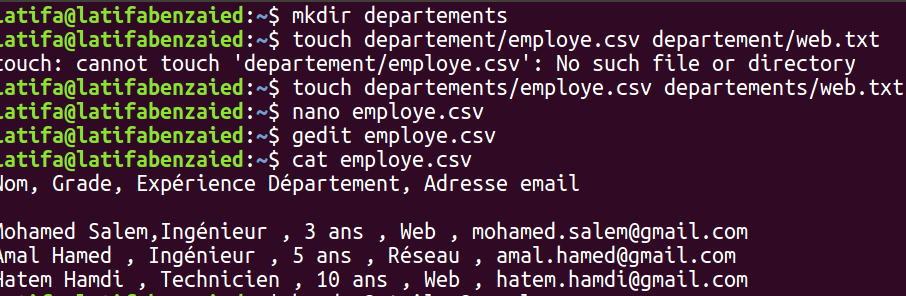 latifa@latifabenzaied:~$ mkdir departements
latifa@latifabenzaied:~$ touch departement/employe.csv departement/web.txt
touch: cannot touch 'departement/employe.csv': No such file or directory
latifa@latifabenzaied:~$ touch departements/employe.csv departements/web.txt
latifa@latifabenzaied:~$ nano employe.csv
latifa@latifabenzaied:~$ gedit employe.csv
latifa@latifabenzaied:~$ cat employe.csv
Nom, Grade, Expérience Département, Adresse email
Mohamed Salem,Ingénieur , 3 ans , Web , mohamed.salem@gmail.com
Amal Hamed , Ingénieur , 5 ans , Réseau , amal.hamed@gmail.com
Hatem Hamdi , Technicien , 10 ans , Web , hatem.hamdi@gmail.com
latifa@latifabenzaied:~$